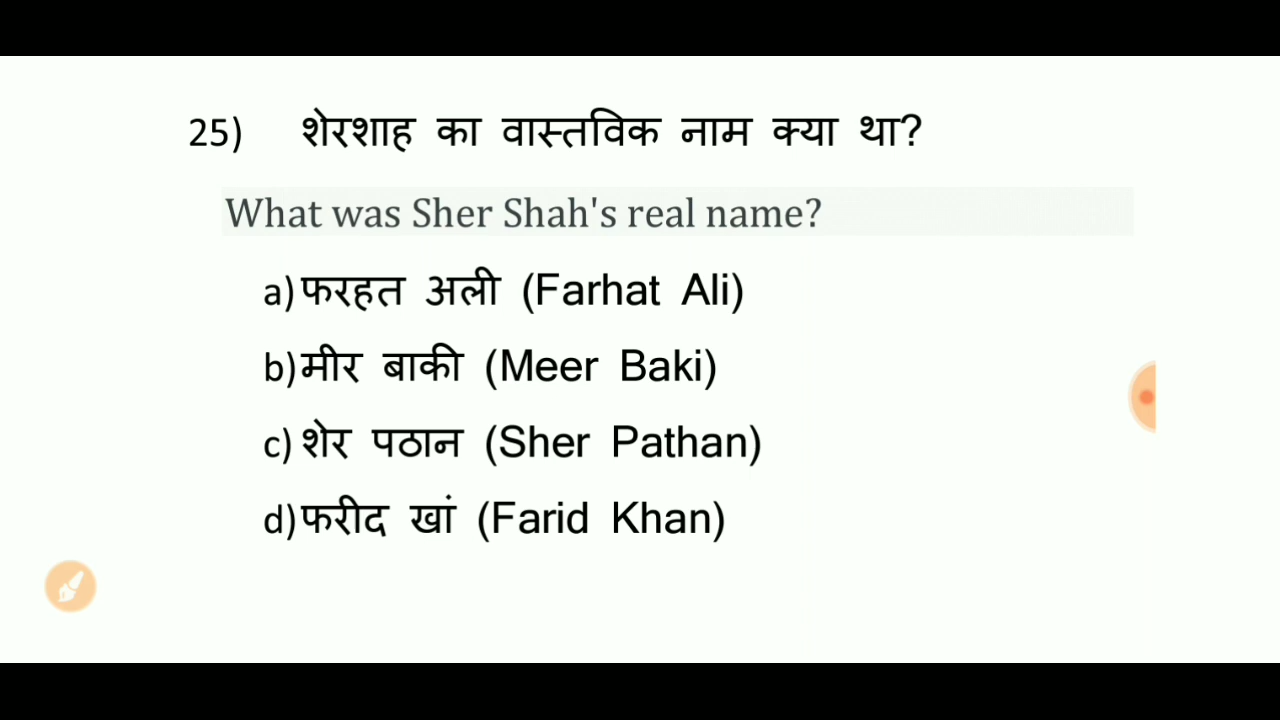 25) शेरशाह का वास्तविक नाम क्या था?
What was Sher Shah's real name?
a) फरहत अली (Farhat Ali)
b) मीर बाकी (Meer Baki)
c) शेर पठान (Sher Pathan)
d) फरीद खां (Farid Khan)